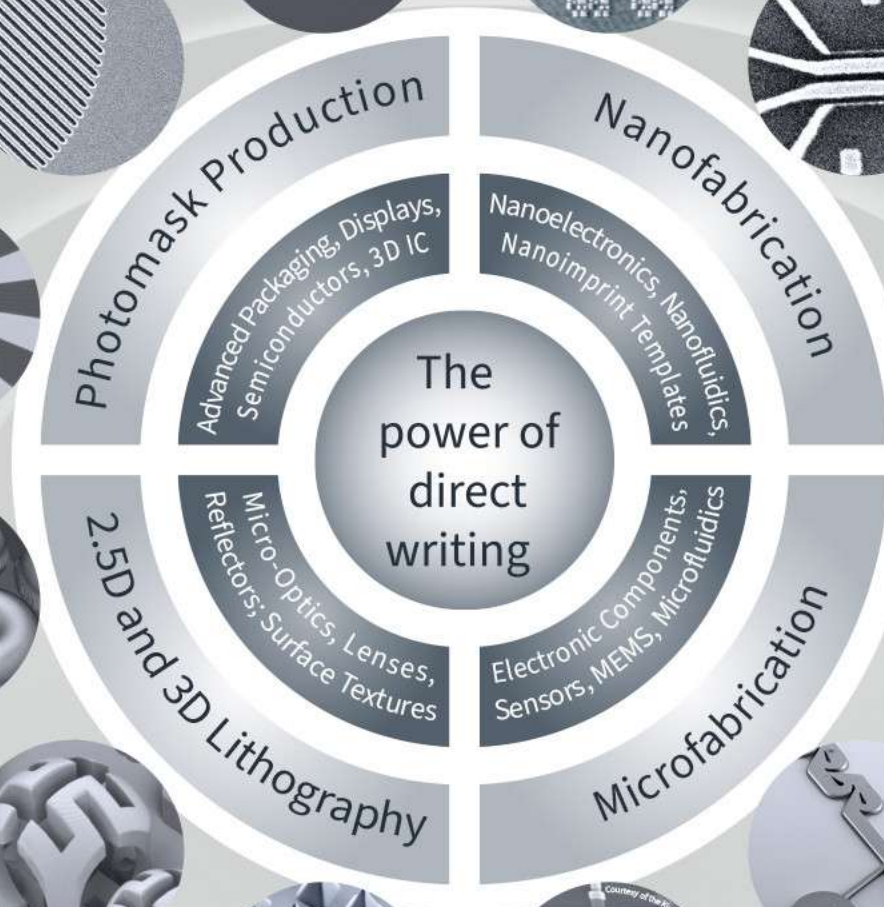 Photomask Production
Nanofabrication
Advanced Packaging, Displays,
Semiconductors, 3D IC
Nanoelectronics, Nanofluidics,
Nanoimprint Templates
The
power of
direct
writing
Micro-Optics, Lenses,
Reflectors; Surface Textures
Electronic Components,
Sensors, MEMS, Microfluidics
2.5D and 3D Lithography
Microfabrication
Courtesy of the